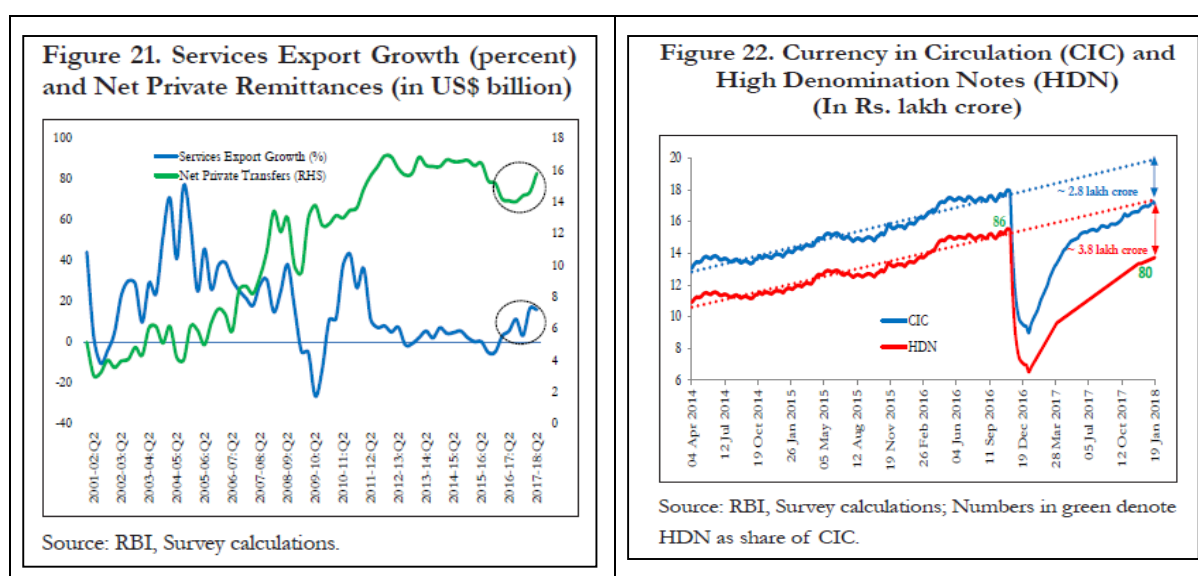 Figure 21. Services Export Growth (percent)
and Net Private Remittances (in US$ billion)
100
80
60
40
20
0
-20
-40
18
16
14
12
10
8
6
4
2
0
Services Export Growth (%)
Net Private Transfers (RHS)
2001-02:Q2
2002-03:Q2
2003-04:Q2
2004-05:Q2
2005-06:Q2
2006-07:Q2
2007-08:Q2
2008-09:Q2
2009-10:Q2
2010-11:Q2
2011-12:Q2
2012-13:Q2
2013-14:Q2
2014-15:Q2
2015-16:Q2
2016-17:Q2
2017-18:Q2
Source: RBI, Survey calculations.
Figure 22. Currency in Circulation (CIC) and
High Denomination Notes (HDN)
(In Rs. lakh crore)
20
18
16
14
12
10
8
6
~ 2.8 lakh crore
86
~ 3.8 lakh crore
80
CIC
HDN
04 Apr 2014
12 Jul 2014
19 Oct 2014
26 Jan 2015
05 May 2015
12 Aug 2015
19 Nov 2015
26 Feb 2016
04 Jun 2016
11 Sep 2016
19 Dec 2016
28 Mar 2017
05 Jul 2017
12 Oct 2017
19 Jan 2018
Source: RBI, Survey calculations; Numbers in green denote
HDN as share of CIC.